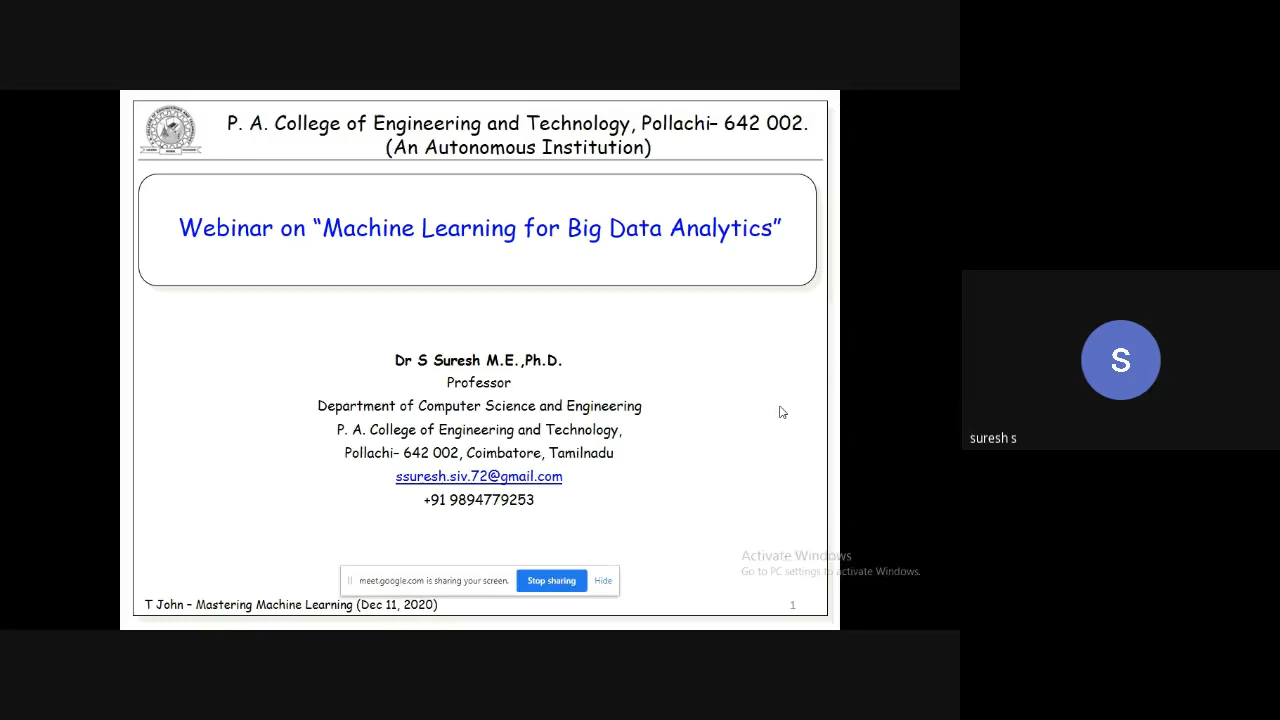 P. A. College of Engineering and Technology, Pollachi– 642 002.
(An Autonomous Institution)
Webinar on “Machine Learning for Big Data Analytics”
Dr S Suresh M.E.,Ph.D.
Professor
Department of Computer Science and Engineering
P. A. College of Engineering and Technology,
Pollachi– 642 002, Coimbatore, Tamilnadu
ssuresh.siv.72@gmail.com
+91 9894779253
S
suresh s
Activate Windows
Go to PC settings to activate Windows.
meet.google.com is sharing your screen. Stop sharing Hide
T John – Mastering Machine Learning (Dec 11, 2020) 1